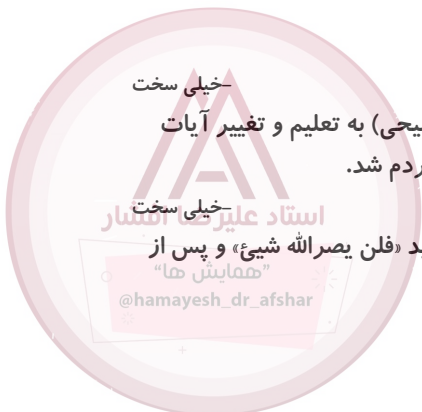 -خیلی سخت
یحی) به تعلیم و تغییر آیات
ردم شد.
-خیلی سخت
استاد علیرضا افشار
د «فلن یصرالله شیئ» و پس از
"همایش ها"
@hamayesh_dr_afshar